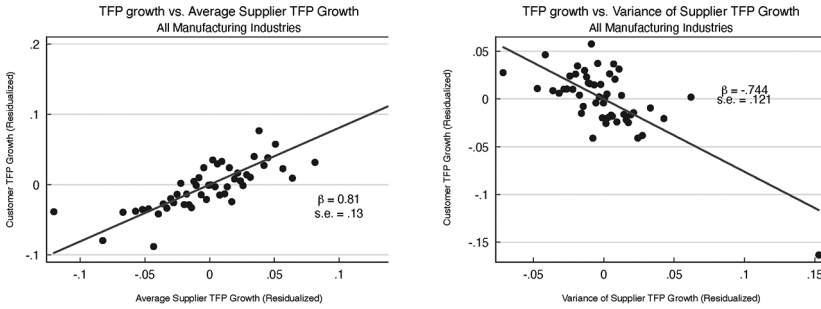 TFP growth vs. Average Supplier TFP Growth
All Manufacturing Industries
Customer TFP Growth (Residualized)
.2
.1
0
-.1
β = 0.81
s.e. = .13
-.1
-.05
0
.05
.1
Average Supplier TFP Growth (Residualized)
TFP growth vs. Variance of Supplier TFP Growth
All Manufacturing Industries
Customer TFP Growth (Residualized)
.05
0
-.05
-.1
-.15
β = -.744
s.e. = .121
-.05
0
.05
.1
.15
Variance of Supplier TFP Growth (Residualized)